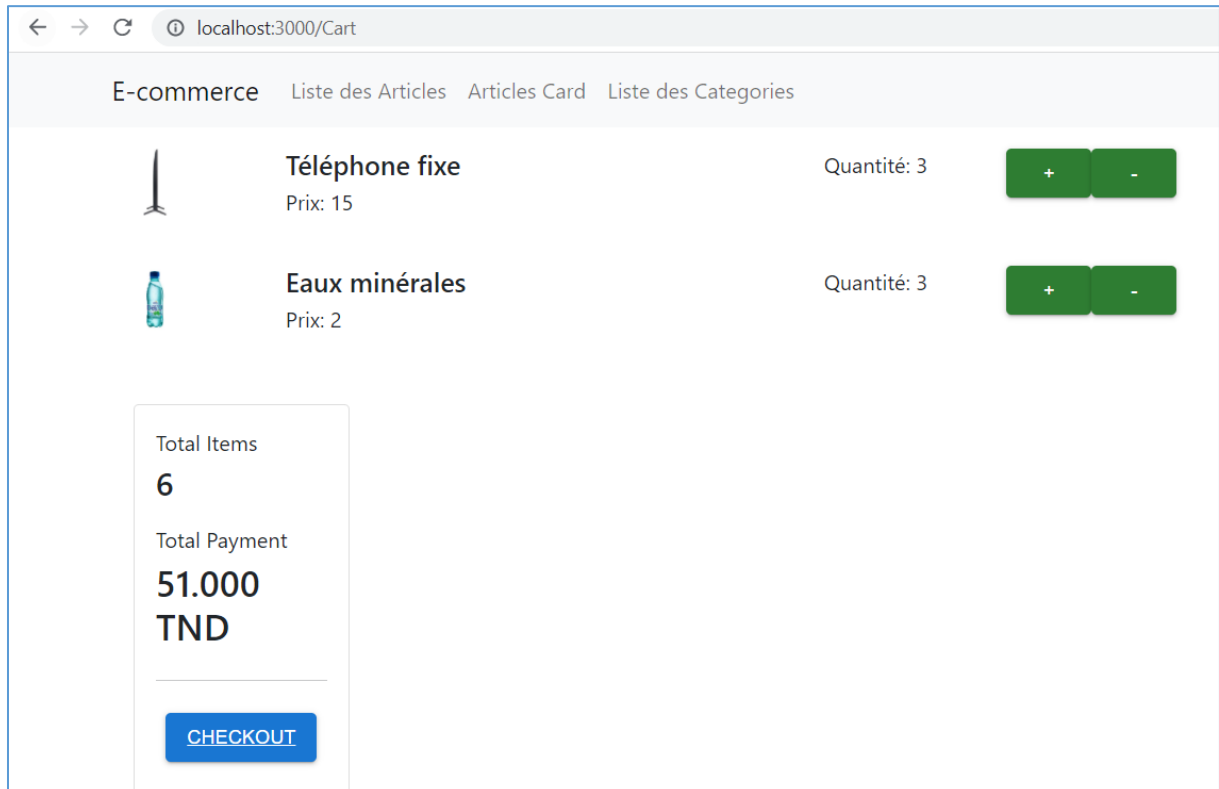 localhost:3000/Cart
E-commerce Liste des Articles Articles Card Liste des Categories
Téléphone fixe Quantité: 3 + -
Prix: 15
Eaux minérales Quantité: 3 + -
Prix: 2
Total Items
6
Total Payment
51.000
TND
CHECKOUT